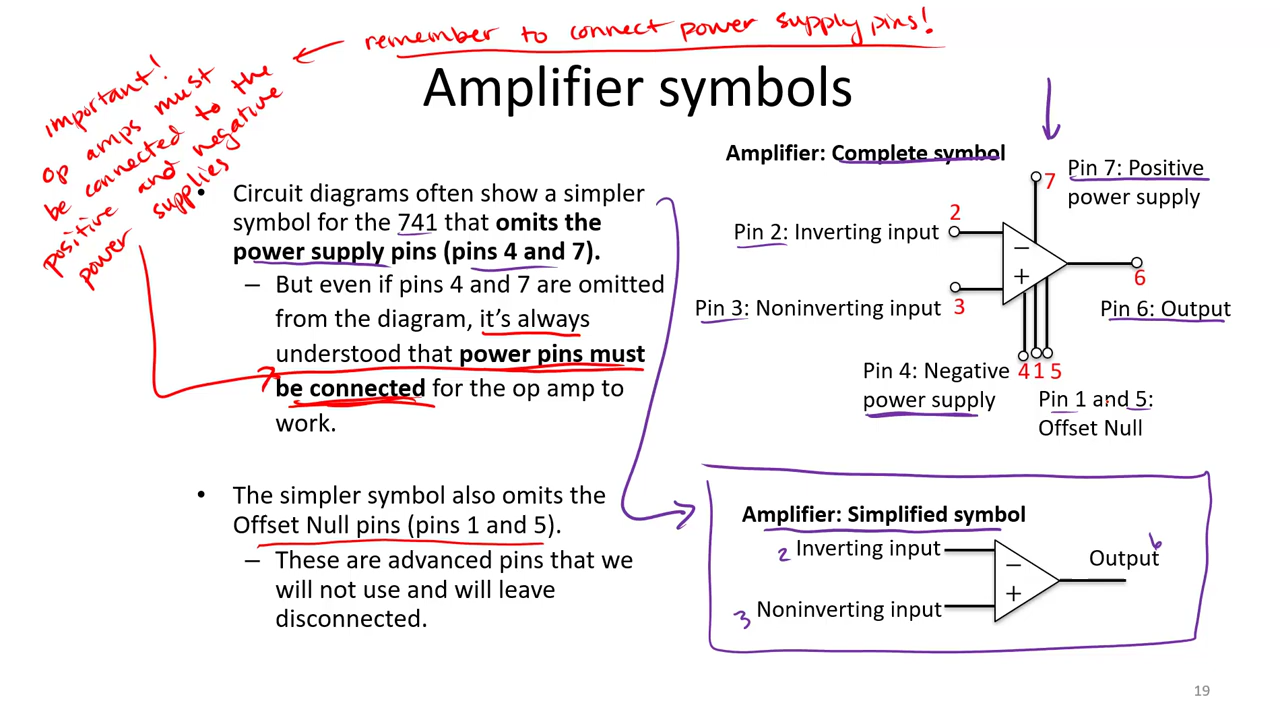 remember to connect power supply pins!
important!
op amps must
be connected to the
positive and negative
power supplies
Amplifier symbols
• Circuit diagrams often show a simpler
symbol for the 741 that omits the
power supply pins (pins 4 and 7).
– But even if pins 4 and 7 are omitted
from the diagram, it's always
understood that power pins must
be connected for the op amp to
work.
• The simpler symbol also omits the
Offset Null pins (pins 1 and 5).
– These are advanced pins that we
will not use and will leave
disconnected.
Amplifier: Complete symbol
7 Pin 7: Positive
power supply
2
Pin 2: Inverting input
−
+
6
Pin 3: Noninverting input 3
Pin 6: Output
Pin 4: Negative 4 1 5
power supply
Pin 1 and 5:
Offset Null
Amplifier: Simplified symbol
2 Inverting input
−
Output 6
+
3 Noninverting input
19